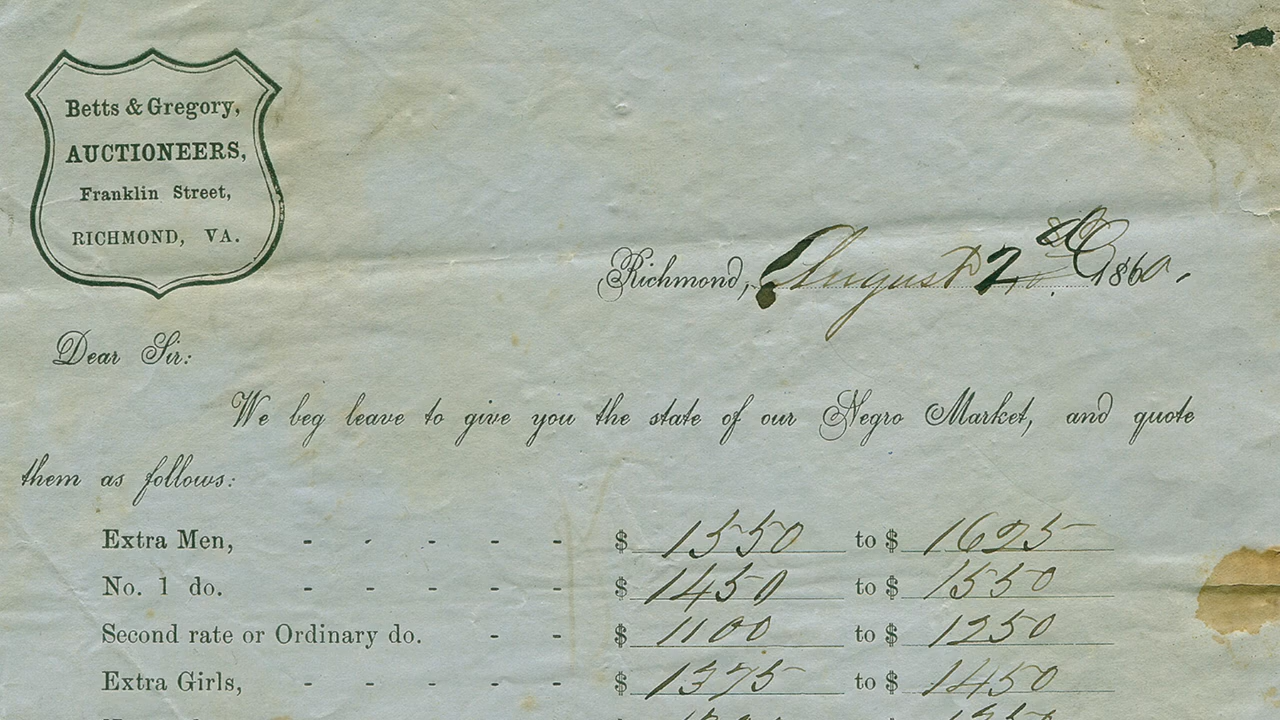 Betts & Gregory,
AUCTIONEERS,
Franklin Street,
RICHMOND, VA.
Richmond, August 2d 1860.
Dear Sir:
We beg leave to give you the state of our Negro Market, and quote
them as follows:
Extra Men, - - - - - $ 1550 to $ 1625
No. 1 do. - - - - - $ 1450 to $ 1550
Second rate or Ordinary do. - - $ 1100 to $ 1250
Extra Girls, - - - - - $ 1375 to $ 1450